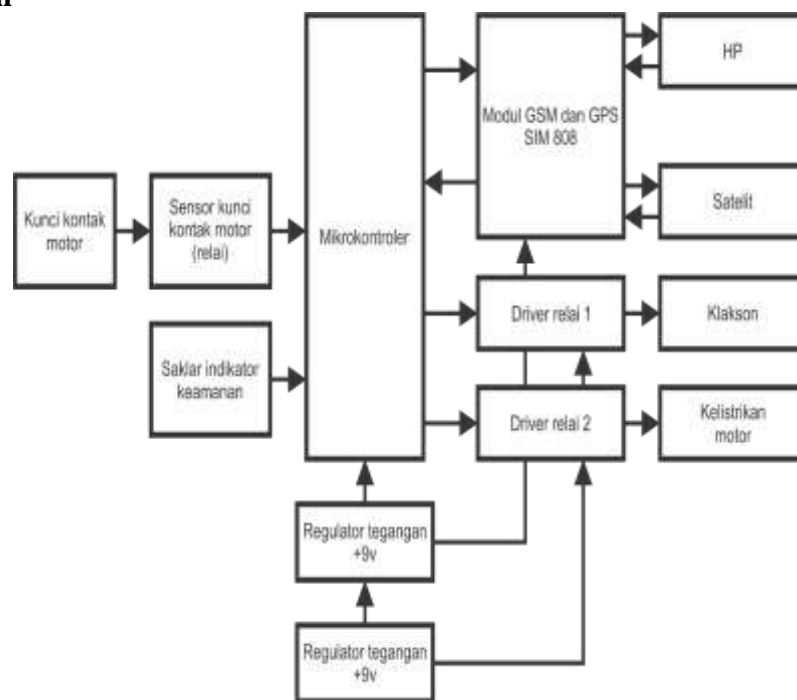 n
HP
Modul GSM dan GPS
SIM 808
Satelit
Kunci kontak
motor
Sensor kunci
kontak motor
(relai)
Mikrokontroler
Driver relai 1
Klakson
Saklar indikator
keamanan
Driver relai 2
Kelistrikan
motor
Regulator tegangan
+9v
Regulator tegangan
+9v